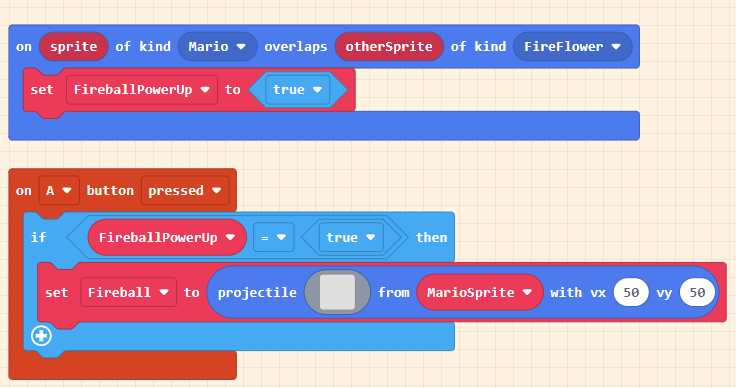 on sprite of kind Mario overlaps otherSprite of kind FireFlower
set FireballPowerUp to true
on A button pressed
if FireballPowerUp = true then
set Fireball to projectile from MarioSprite with vx 50 vy 50